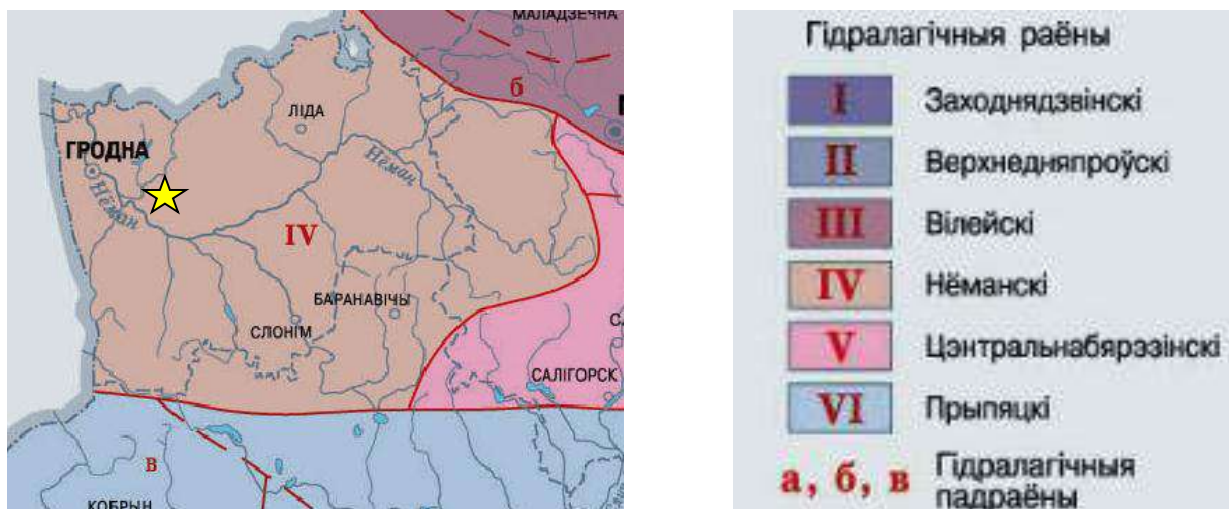 МАЛАДЗЕЧНА
б
ЛІДА
ГРОДНА
Нёман
Нёман
IV
БАРАНАВІЧЫ
СЛОНІМ
САЛІГОРСК
в
КОБРЫН
Гідралагічныя раёны
I Заходнядзвінскі
II Верхнедняпроўскі
III Вілейскі
IV Нёманскі
V Цэнтральнабярэзінскі
VI Прыпяцкі
а, б, в Гідралагічныя
падраёны